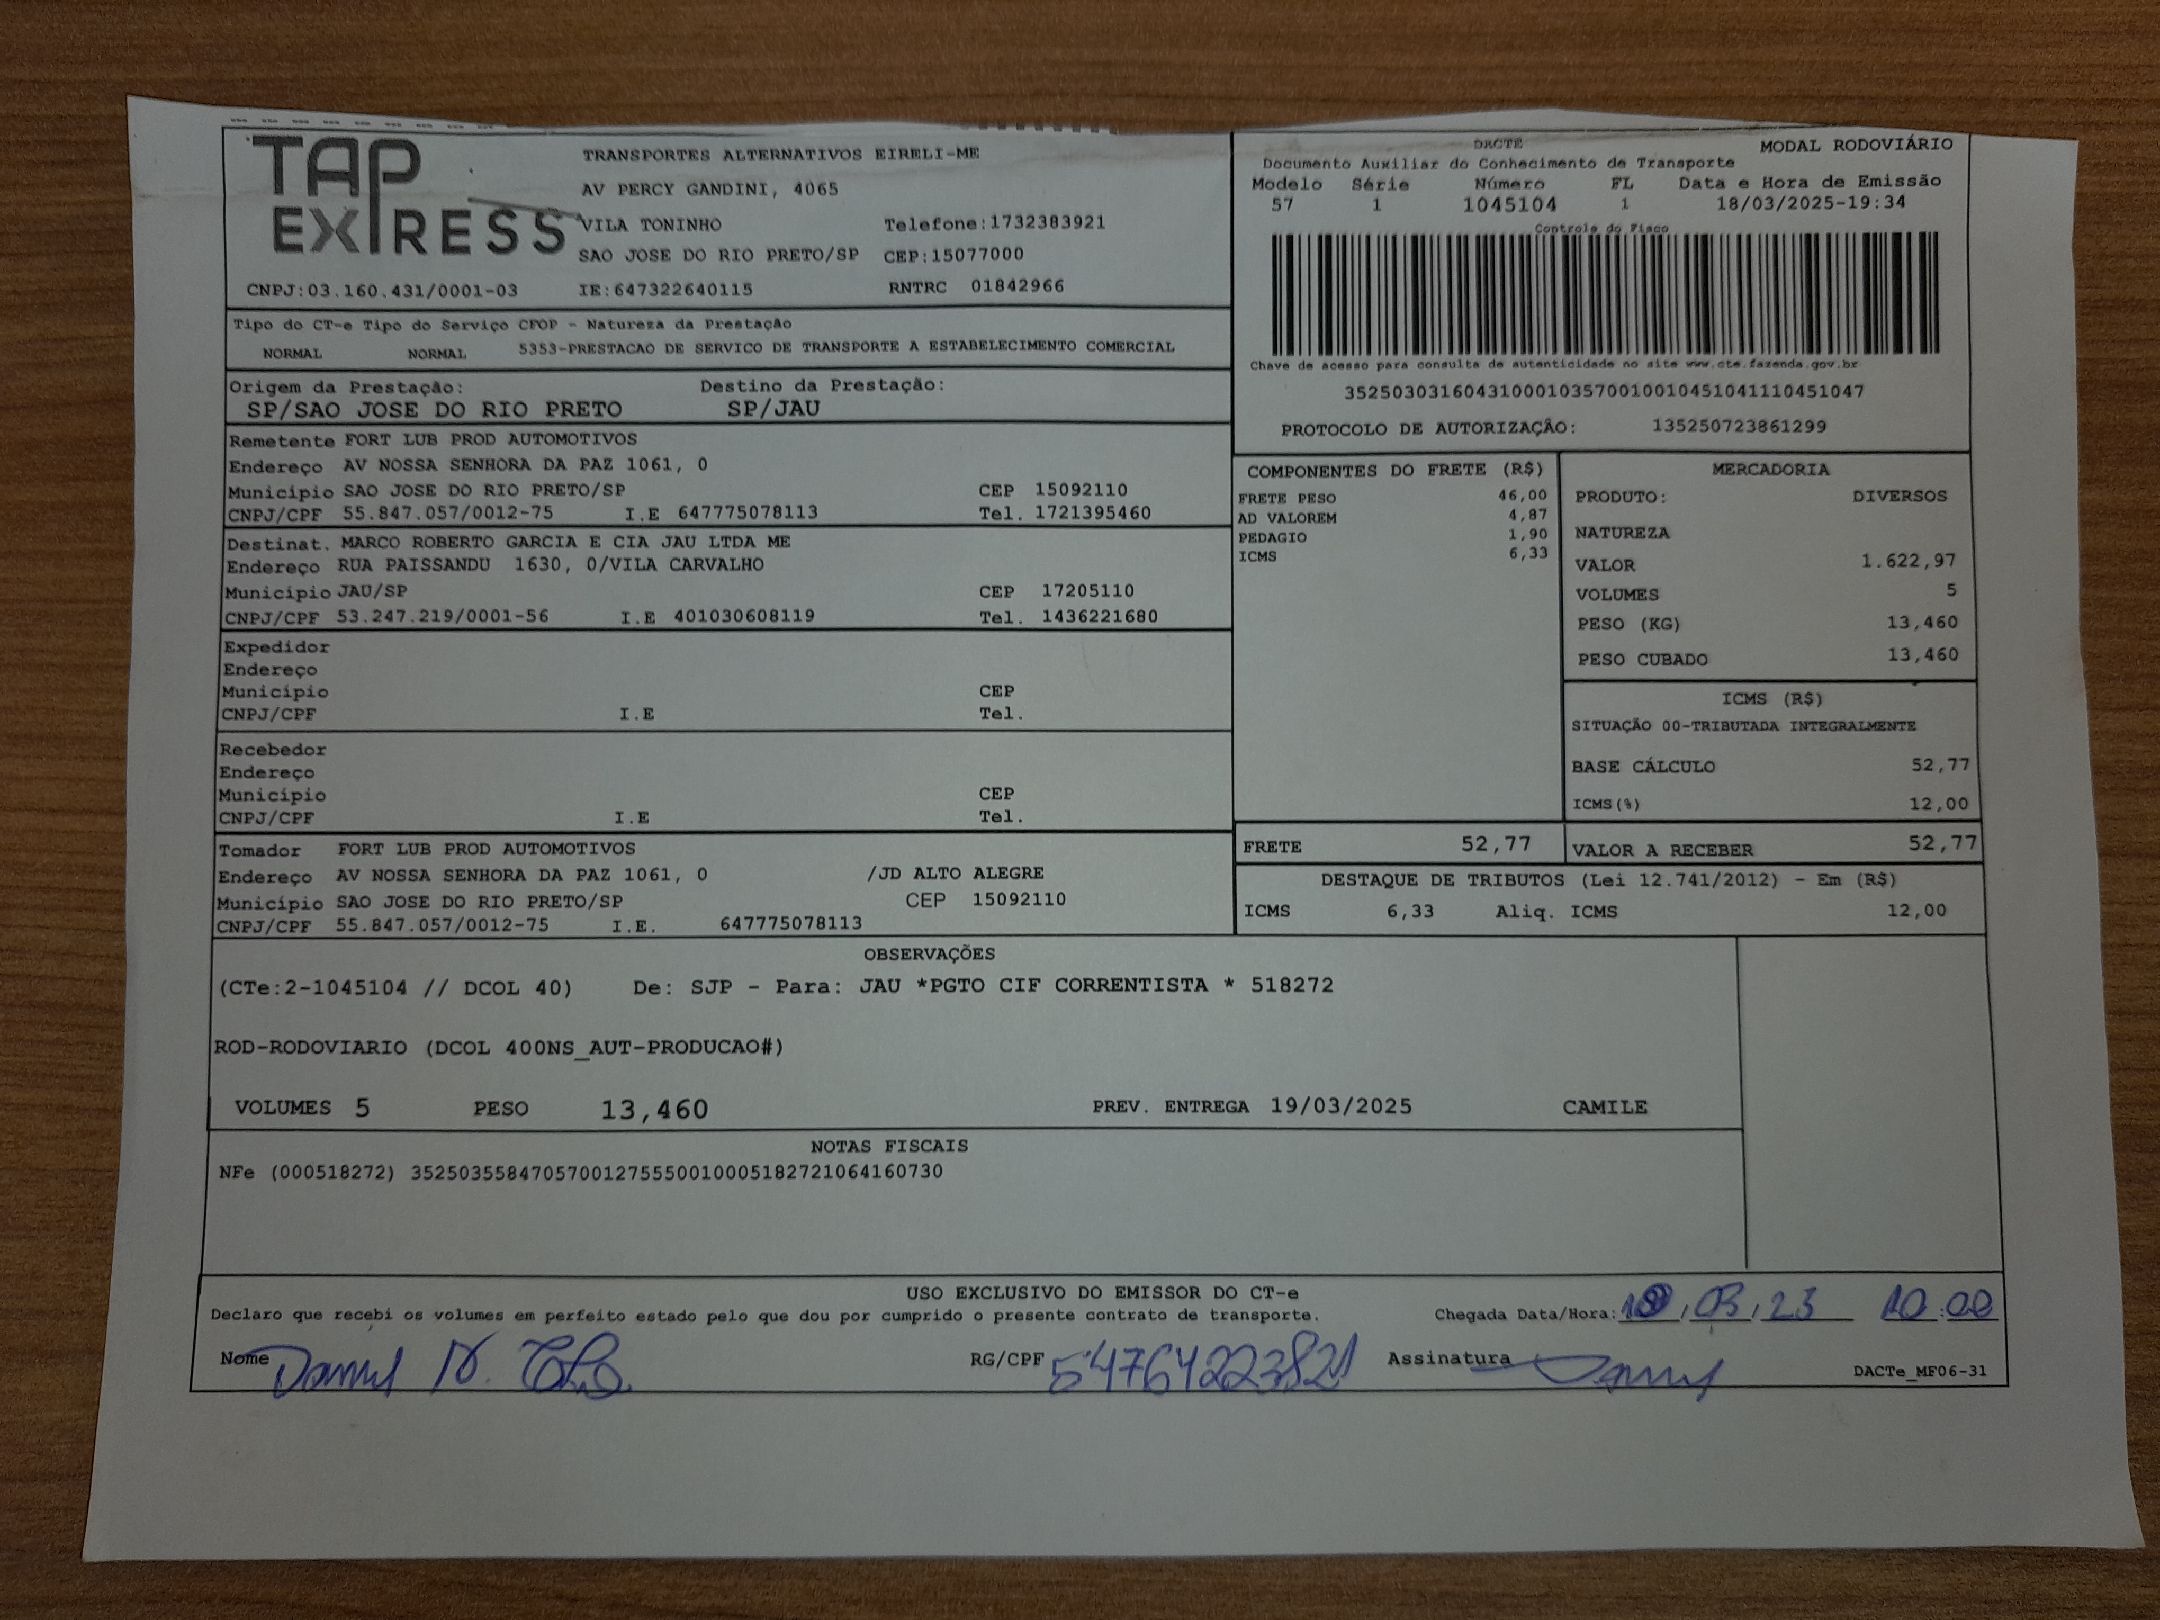 TAP EXPRESS
TRANSPORTES ALTERNATIVOS EIRELI-ME
AV PERCY GANDINI, 4065
VILA TONINHO Telefone:1732383921
SAO JOSE DO RIO PRETO/SP CEP:15077000
CNPJ:03.160.431/0001-03 IE:647322640115 RNTRC 01842966
DACTE MODAL RODOVIÁRIO
Documento Auxiliar do Conhecimento de Transporte
Modelo Série Número FL Data e Hora de Emissão
57 1 1045104 1 18/03/2025-19:34
Controle do Fisco
Chave de acesso para consulta de autenticidade no site www.cte.fazenda.gov.br
35250303160431000103570010010451041110451047
PROTOCOLO DE AUTORIZAÇÃO: 135250723861299
Tipo do CT-e Tipo do Serviço CFOP - Natureza da Prestação
NORMAL NORMAL 5353-PRESTACAO DE SERVICO DE TRANSPORTE A ESTABELECIMENTO COMERCIAL
Origem da Prestação: Destino da Prestação:
SP/SAO JOSE DO RIO PRETO SP/JAU
Remetente FORT LUB PROD AUTOMOTIVOS
Endereço AV NOSSA SENHORA DA PAZ 1061, 0
Município SAO JOSE DO RIO PRETO/SP CEP 15092110
CNPJ/CPF 55.847.057/0012-75 I.E 647775078113 Tel. 1721395460
Destinat. MARCO ROBERTO GARCIA E CIA JAU LTDA ME
Endereço RUA PAISSANDU 1630, 0/VILA CARVALHO
Município JAU/SP CEP 17205110
CNPJ/CPF 53.247.219/0001-56 I.E 401030608119 Tel. 1436221680
Expedidor
Endereço
Município CEP
CNPJ/CPF I.E Tel.
Recebedor
Endereço
Município CEP
CNPJ/CPF I.E Tel.
Tomador FORT LUB PROD AUTOMOTIVOS
Endereço AV NOSSA SENHORA DA PAZ 1061, 0 /JD ALTO ALEGRE
Município SAO JOSE DO RIO PRETO/SP CEP 15092110
CNPJ/CPF 55.847.057/0012-75 I.E. 647775078113
COMPONENTES DO FRETE (R$)
FRETE PESO 46,00
AD VALOREM 4,87
PEDAGIO 1,90
ICMS 6,33
MERCADORIA
PRODUTO: DIVERSOS
NATUREZA
VALOR 1.622,97
VOLUMES 5
PESO (KG) 13,460
PESO CUBADO 13,460
ICMS (R$)
SITUAÇÃO 00-TRIBUTADA INTEGRALMENTE
BASE CÁLCULO 52,77
ICMS(%) 12,00
FRETE 52,77 VALOR A RECEBER 52,77
DESTAQUE DE TRIBUTOS (Lei 12.741/2012) - Em (R$)
ICMS 6,33 Aliq. ICMS 12,00
OBSERVAÇÕES
(CTe:2-1045104 // DCOL 40) De: SJP - Para: JAU *PGTO CIF CORRENTISTA * 518272
ROD-RODOVIARIO (DCOL 400NS_AUT-PRODUCAO#)
VOLUMES 5 PESO 13,460 PREV. ENTREGA 19/03/2025 CAMILE
NOTAS FISCAIS
NFe (000518272) 35250355847057001275550010005182721064160730
USO EXCLUSIVO DO EMISSOR DO CT-e
Declaro que recebi os volumes em perfeito estado pelo que dou por cumprido o presente contrato de transporte. Chegada Data/Hora: 03, 10:00
Nome RG/CPF 54764223821 Assinatura
DACTe_MF06-31